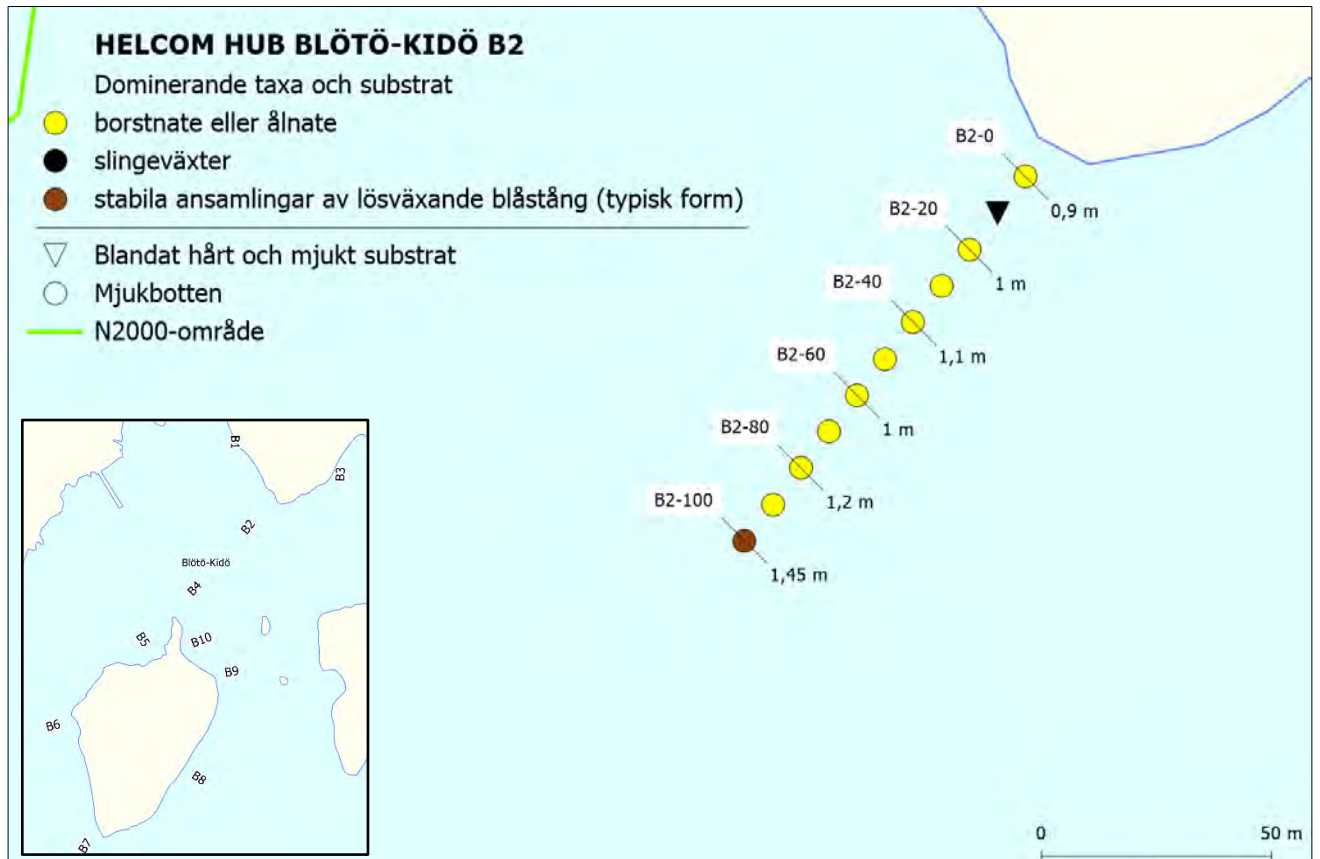 HELCOM HUB BLÖTÖ-KIDÖ B2
Dominerande taxa och substrat
borstnate eller ålnate
slingeväxter
stabila ansamlingar av lösväxande blåstång (typisk form)
Blandat hårt och mjukt substrat
Mjukbotten
N2000-område
B2-0
0,9 m
B2-20
1 m
B2-40
1,1 m
B2-60
1 m
B2-80
1,2 m
B2-100
1,45 m
B1
B3
B2
Blötö-Kidö
B4
B5
B10
B9
B6
B8
B7
0 50 m